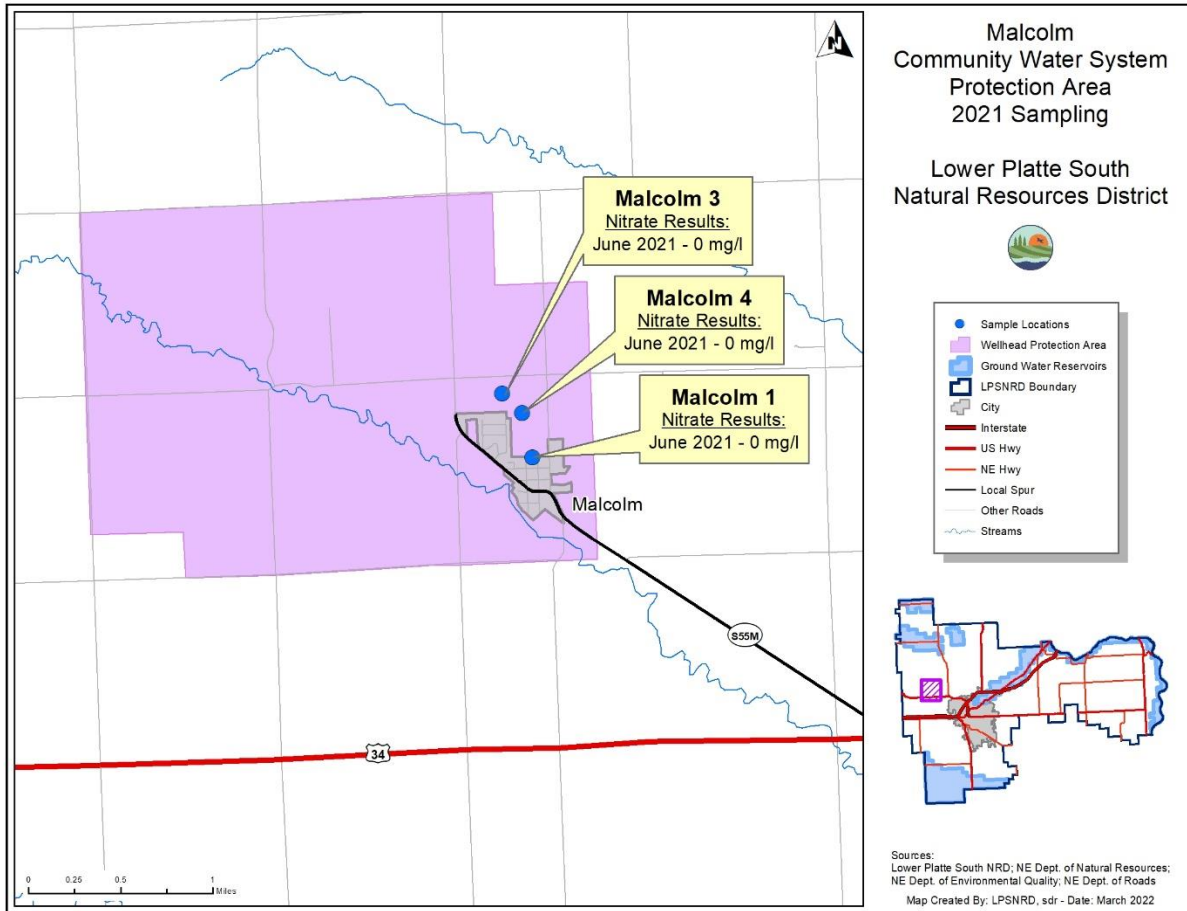 Malcolm
Community Water System
Protection Area
2021 Sampling
Lower Platte South
Natural Resources District
N
Malcolm 3
Nitrate Results:
June 2021 - 0 mg/l
Malcolm 4
Nitrate Results:
June 2021 - 0 mg/l
Malcolm 1
Nitrate Results:
June 2021 - 0 mg/l
Malcolm
S55M
34
0 0.25 0.5 1
Miles
Sample Locations
Wellhead Protection Area
Ground Water Reservoirs
LPSNRD Boundary
City
Interstate
US Hwy
NE Hwy
Local Spur
Other Roads
Streams
Sources:
Lower Platte South NRD; NE Dept. of Natural Resources;
NE Dept. of Environmental Quality; NE Dept. of Roads
Map Created By: LPSNRD, sdr - Date: March 2022